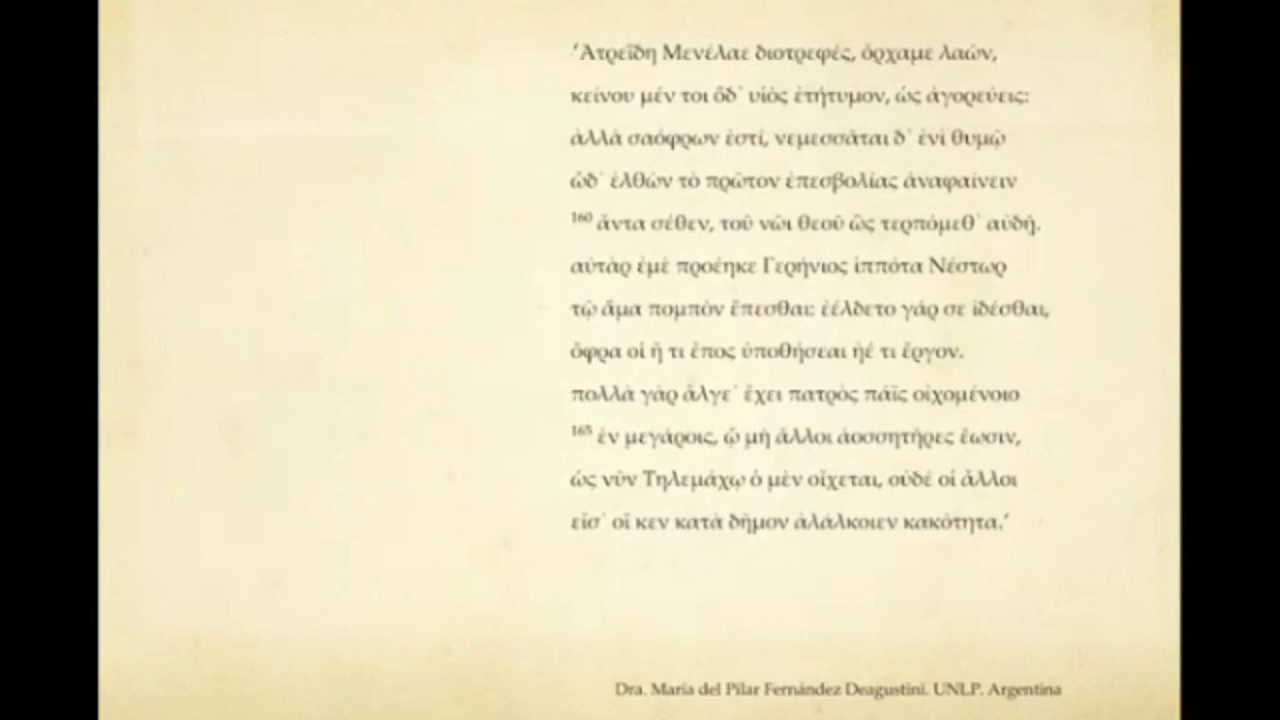 ‘Ἀτρεΐδη Μενέλαε διοτρεφές, ὄρχαμε λαῶν,
κείνου μέν τοι ὅδ᾽ υἱὸς ἐτήτυμον, ὡς ἀγορεύεις:
ἀλλὰ σαόφρων ἐστί, νεμεσσᾶται δ᾽ ἐνὶ θυμῷ
ὧδ᾽ ἐλθὼν τὸ πρῶτον ἐπεσβολίας ἀναφαίνειν
160 ἄντα σέθεν, τοῦ νῶι θεοῦ ὣς τερπόμεθ᾽ αὐδῇ.
αὐτὰρ ἐμὲ προέηκε Γερήνιος ἱππότα Νέστωρ
τῷ ἅμα πομπὸν ἕπεσθαι: ἐέλδετο γάρ σε ἰδέσθαι,
ὄφρα οἱ ἤ τι ἔπος ὑποθήσεαι ἠέ τι ἔργον.
πολλὰ γὰρ ἄλγε᾽ ἔχει πατρὸς πάϊς οἰχομένοιο
165 ἐν μεγάροις, ᾧ μὴ ἄλλοι ἀοσσητῆρες ἔωσιν,
ὡς νῦν Τηλεμάχῳ ὁ μὲν οἴχεται, οὐδέ οἱ ἄλλοι
εἰσ᾽ οἵ κεν κατὰ δῆμον ἀλάλκοιεν κακότητα.’
Dra. María del Pilar Fernández Deagustini. UNLP. Argentina